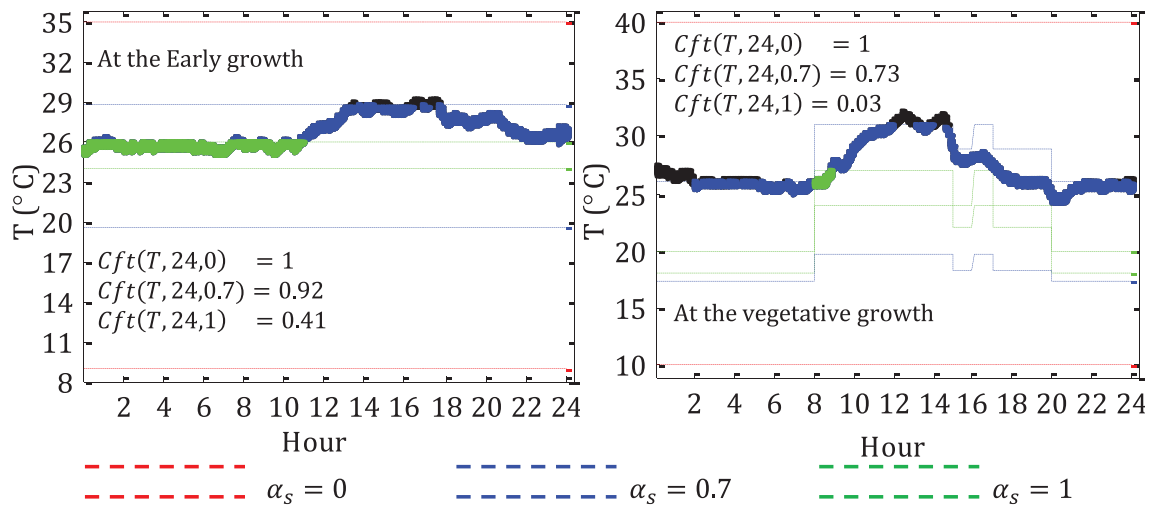 35
32
29
26
23
20
17
14
11
8
T (° C)
At the Early growth
Cft(T, 24,0) = 1
Cft(T, 24,0.7) = 0.92
Cft(T, 24,1) = 0.41
2 4 6 8 10 12 14 16 18 20 22 24
Hour
40
35
30
25
20
15
10
T (° C)
Cft(T, 24,0) = 1
Cft(T, 24,0.7) = 0.73
Cft(T, 24,1) = 0.03
At the vegetative growth
2 4 6 8 10 12 14 16 18 20 22 24
Hour
αs = 0
αs = 0.7
αs = 1